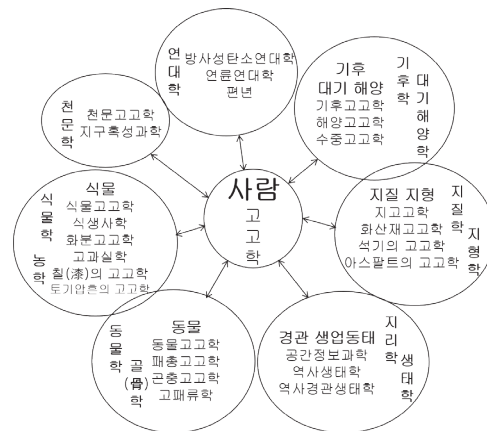 연대학
방사성탄소연대학
연륜연대학
편년
기후
대기 해양
기후고고학
해양고고학
수중고고학
기후학
대기해양학
천문학
천문고고학
지구혹성과학
사람
고고학
식물학
농학
식물
식물고고학
식생사학
화분고고학
고과실학
칠(漆)의 고고학
토기압흔의 고고학
지질 지형
지고고학
화산재고고학
석기의 고고학
아스팔트의 고고학
지질학
지형학
동물학
골(骨)학
동물
동물고고학
패총고고학
곤충고고학
고패류학
경관 생업동태
공간정보과학
역사생태학
역사경관생태학
지리학
생태학